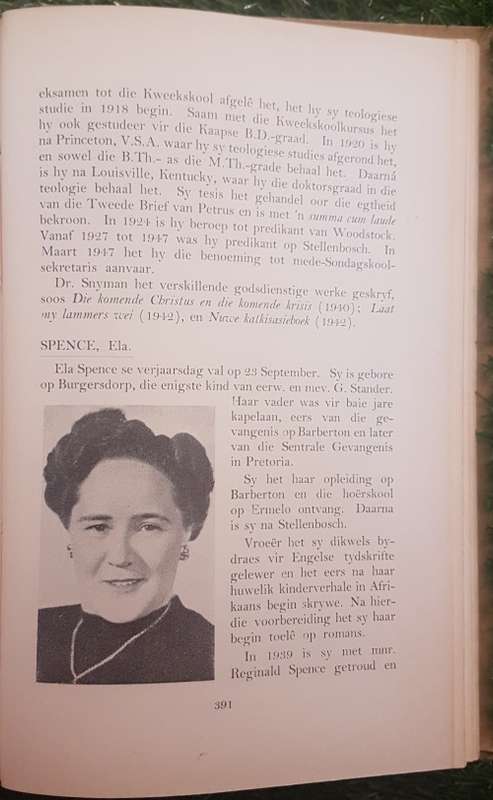 eksamen tot die Kweekskool afgelê het, het hy sy teologiese
studie in 1918 begin. Saam met die Kweekskoolkursus het
hy ook gestudeer vir die Kaapse B.D.-graad. In 1920 is hy
na Princeton, V.S.A. waar hy sy teologiese studies afgerond het,
en sowel die B.Th.- as die M.Th.-grade behaal het. Daarná
is hy na Louisville, Kentucky, waar hy die doktorsgraad in die
teologie behaal het. Sy tesis het gehandel oor die egtheid
van die Tweede Brief van Petrus en is met 'n summa cum laude
bekroon. In 1924 is hy beroep tot predikant van Woodstock.
Vanaf 1927 tot 1947 was hy predikant op Stellenbosch. In
Maart 1947 het hy die benoeming tot mede-Sondagskool-
sekretaris aanvaar.
Dr. Snyman het verskillende godsdienstige werke geskryf,
soos Die komende Christus en die komende krisis (1940); Laat
my lammers wei (1942), en Nuwe katkisasieboek (1942).
SPENCE, Ela.
Ela Spence se verjaarsdag val op 23 September. Sy is gebore
op Burgersdorp, die enigste kind van eerw. en mev. G. Stander.
Haar vader was vir baie jare
kapelaan, eers van die ge-
vangenis op Barberton en later
van die Sentrale Gevangenis
in Pretoria.
Sy het haar opleiding op
Barberton en die hoërskool
op Ermelo ontvang. Daarna
is sy na Stellenbosch.
Vroeër het sy dikwels by-
draes vir Engelse tydskrifte
gelewer en het eers na haar
huwelik kinderverhale in Afri-
kaans begin skrywe. Na hier-
die voorbereiding het sy haar
begin toelê op romans.
In 1939 is sy met mnr.
Reginald Spence getroud en
391